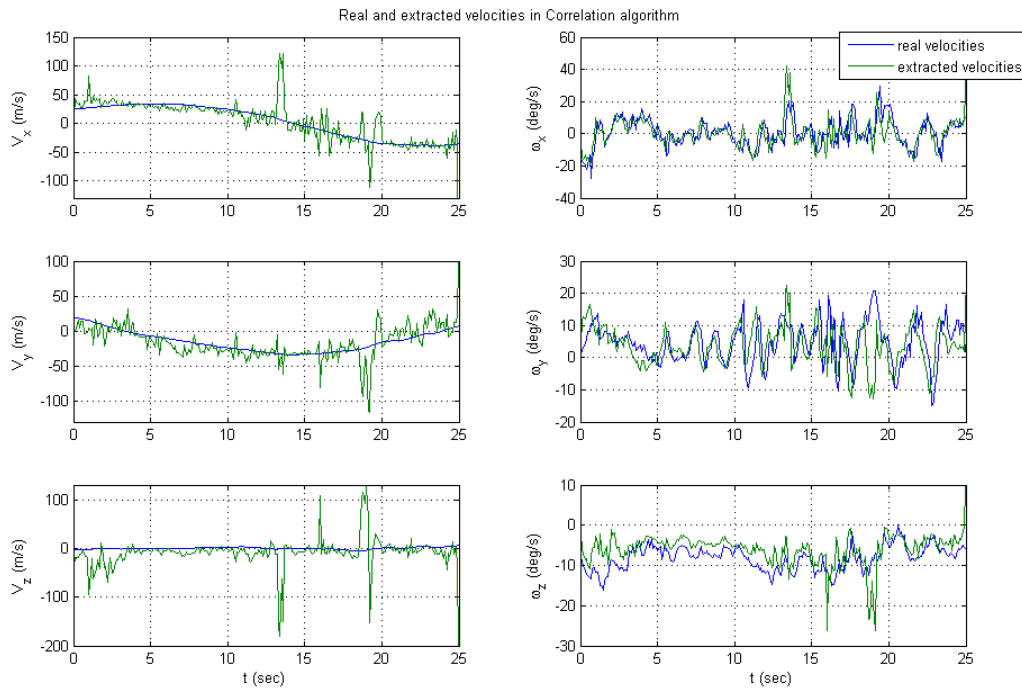 Real and extracted velocities in Correlation algorithm
real velocities
extracted velocities
V_x (m/s)
150
100
50
0
-50
-100
0 5 10 15 20 25
ω_x (deg/s)
60
40
20
0
-20
-40
0 5 10 15 20 25
V_y (m/s)
100
50
0
-50
-100
0 5 10 15 20 25
ω_y (deg/s)
30
20
10
0
-10
-20
0 5 10 15 20 25
V_z (m/s)
100
0
-100
-200
0 5 10 15 20 25
t (sec)
ω_z (deg/s)
10
0
-10
-20
-30
0 5 10 15 20 25
t (sec)